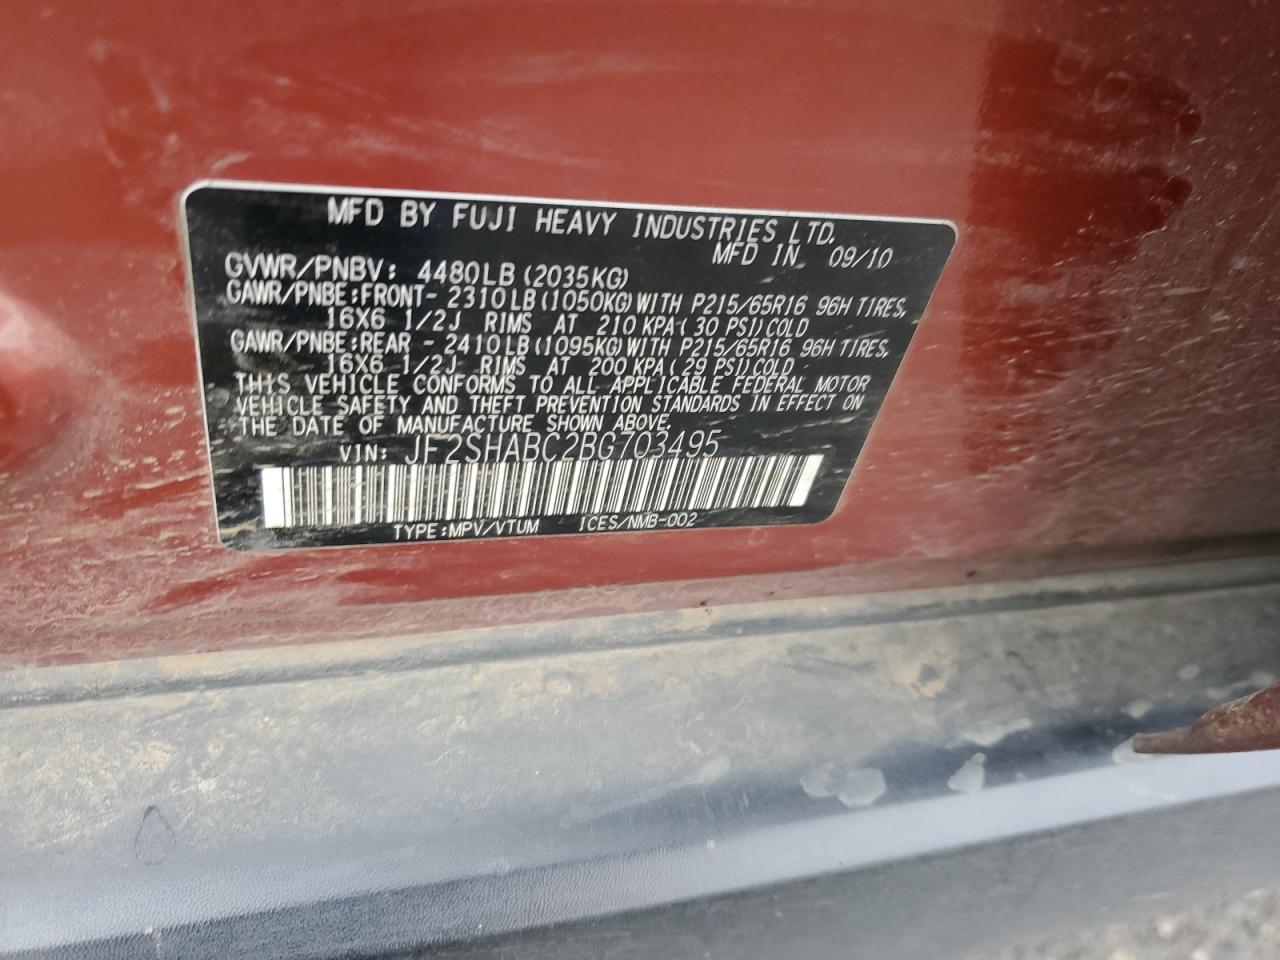 MFD BY FUJI HEAVY INDUSTRIES LTD.
MFD IN 09/10
GVWR/PNBV: 4480LB (2035KG)
GAWR/PNBE:FRONT- 2310LB (1050KG) WITH P215/65R16 96H TIRES,
16X6 1/2J RIMS AT 210 KPA ( 30 PSI) COLD
GAWR/PNBE:REAR - 2410LB (1095KG) WITH P215/65R16 96H TIRES,
16X6 1/2J RIMS AT 200 KPA ( 29 PSI) COLD
THIS VEHICLE CONFORMS TO ALL APPLICABLE FEDERAL MOTOR
VEHICLE SAFETY AND THEFT PREVENTION STANDARDS IN EFFECT ON
THE DATE OF MANUFACTURE SHOWN ABOVE.
VIN: JF2SHABC2BG703495
TYPE:MPV/VTUM ICES/NMB-002